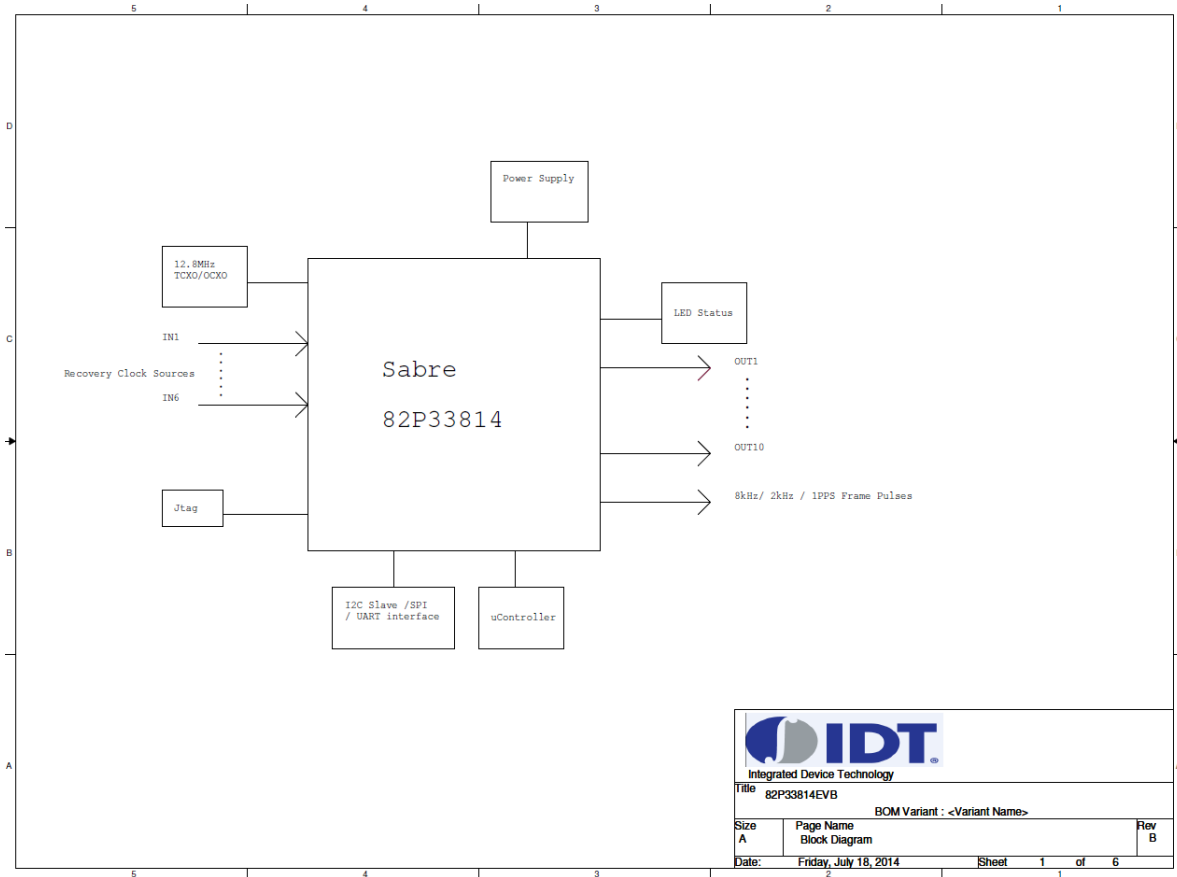 5 4 3 2 1
D
Power Supply
12.8MHz
TCXO/OCXO
LED Status
C
IN1
OUT1
Recovery Clock Sources
Sabre
IN6
82P33814
OUT10
8kHz/ 2kHz / 1PPS Frame Pulses
Jtag
B
I2C Slave /SPI
/ UART interface
uController
IDT®
A
Integrated Device Technology
Title
82P33814EVB
BOM Variant : <Variant Name>
Size
A
Page Name
Block Diagram
Rev
B
Date: Friday, July 18, 2014 Sheet 1 of 6
5 4 3 2 1